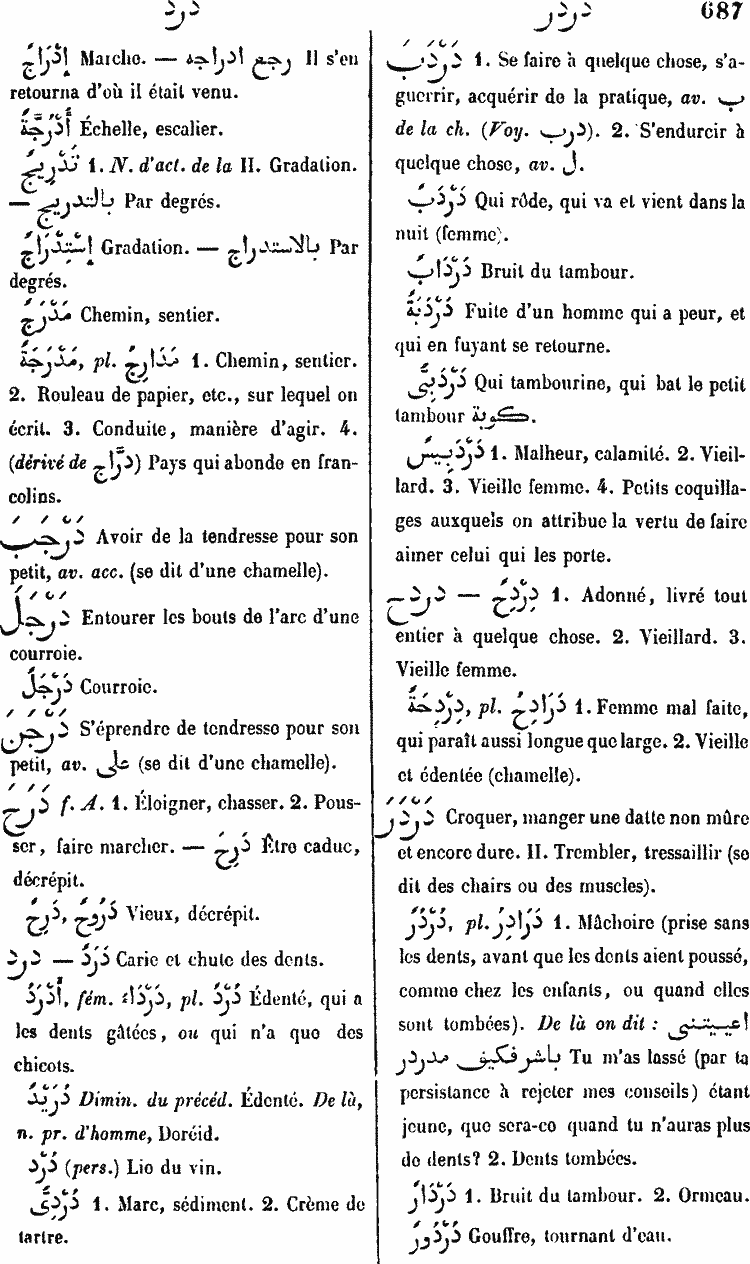 درد
دردر
687
إِدْرَاجٌ Marche. — رجع ادراجه Il s'en
retourna d'où il était venu.
أُدْرُجَّةٌ Échelle, escalier.
تَدْرِيجٌ 1. N. d'act. de la II. Gradation.
— بالتدريج Par degrés.
إِسْتِدْرَاجٌ Gradation. — بالاستدراج Par
degrés.
مَدْرَجٌ Chemin, sentier.
مَدْرَجَةٌ, pl. مَدَارِجُ 1. Chemin, sentier.
2. Rouleau de papier, etc., sur lequel on
écrit. 3. Conduite, manière d'agir. 4.
(dérivé de دُرَّاج) Pays qui abonde en fran-
colins.
دَرْجَبَ Avoir de la tendresse pour son
petit, av. acc. (se dit d'une chamelle).
دَرْجَلَ Entourer les bouts de l'arc d'une
courroie.
دَرْجَلٌ Courroie.
دَرْجَنَ S'éprendre de tendresse pour son
petit, av. على (se dit d'une chamelle).
دَرَحَ f. A. 1. Éloigner, chasser. 2. Pous-
ser, faire marcher. — دَرِحَ Être caduc,
décrépit.
دَرِحٌ, دَرُوحٌ Vieux, décrépit.
درد — دَرَدٌ Carie et chute des dents.
أَدْرَدُ, fém. دَرْدَاءُ, pl. دُرْدٌ Édenté, qui a
les dents gâtées, ou qui n'a que des
chicots.
دُرَيْدٌ Dimin. du précéd. Édenté. De là,
n. pr. d'homme, Doréid.
دُرْد (pers.) Lie du vin.
دُرْدِىٌّ 1. Marc, sédiment. 2. Crème de
tartre.
دَرْدَبَ 1. Se faire à quelque chose, s'a-
guerrir, acquérir de la pratique, av. ب
de la ch. (Voy. درب). 2. S'endurcir à
quelque chose, av. ل.
دَرْدَبٌ Qui rôde, qui va et vient dans la
nuit (femme).
دَرْدَابٌ Bruit du tambour.
دَرْدَبَةٌ Fuite d'un homme qui a peur, et
qui en fuyant se retourne.
دَرْدَبِىٌّ Qui tambourine, qui bat le petit
tambour كوبة.
دَرْدَبِيسٌ 1. Malheur, calamité. 2. Vieil-
lard. 3. Vieille femme. 4. Petits coquilla-
ges auxquels on attribue la vertu de faire
aimer celui qui les porte.
دردح — دِرْدِحٌ 1. Adonné, livré tout
entier à quelque chose. 2. Vieillard. 3.
Vieille femme.
دِرْدِحَةٌ, pl. دَرَادِحُ 1. Femme mal faite,
qui paraît aussi longue que large. 2. Vieille
et édentée (chamelle).
دَرْدَرَ Croquer, manger une datte non mûre
et encore dure. II. Trembler, tressaillir (se
dit des chairs ou des muscles).
دُرْدُرٌ, pl. دَرَادِرُ 1. Mâchoire (prise sans
les dents, avant que les dents aient poussé,
comme chez les enfants, ou quand elles
sont tombées). De là on dit : اعييتنى
باشر فكيف بدردر Tu m'as lassé (par ta
persistance à rejeter mes conseils) étant
jeune, que sera-ce quand tu n'auras plus
de dents? 2. Dents tombées.
دَرْدَارٌ 1. Bruit du tambour. 2. Ormeau.
دُرْدُورٌ Gouffre, tournant d'eau.